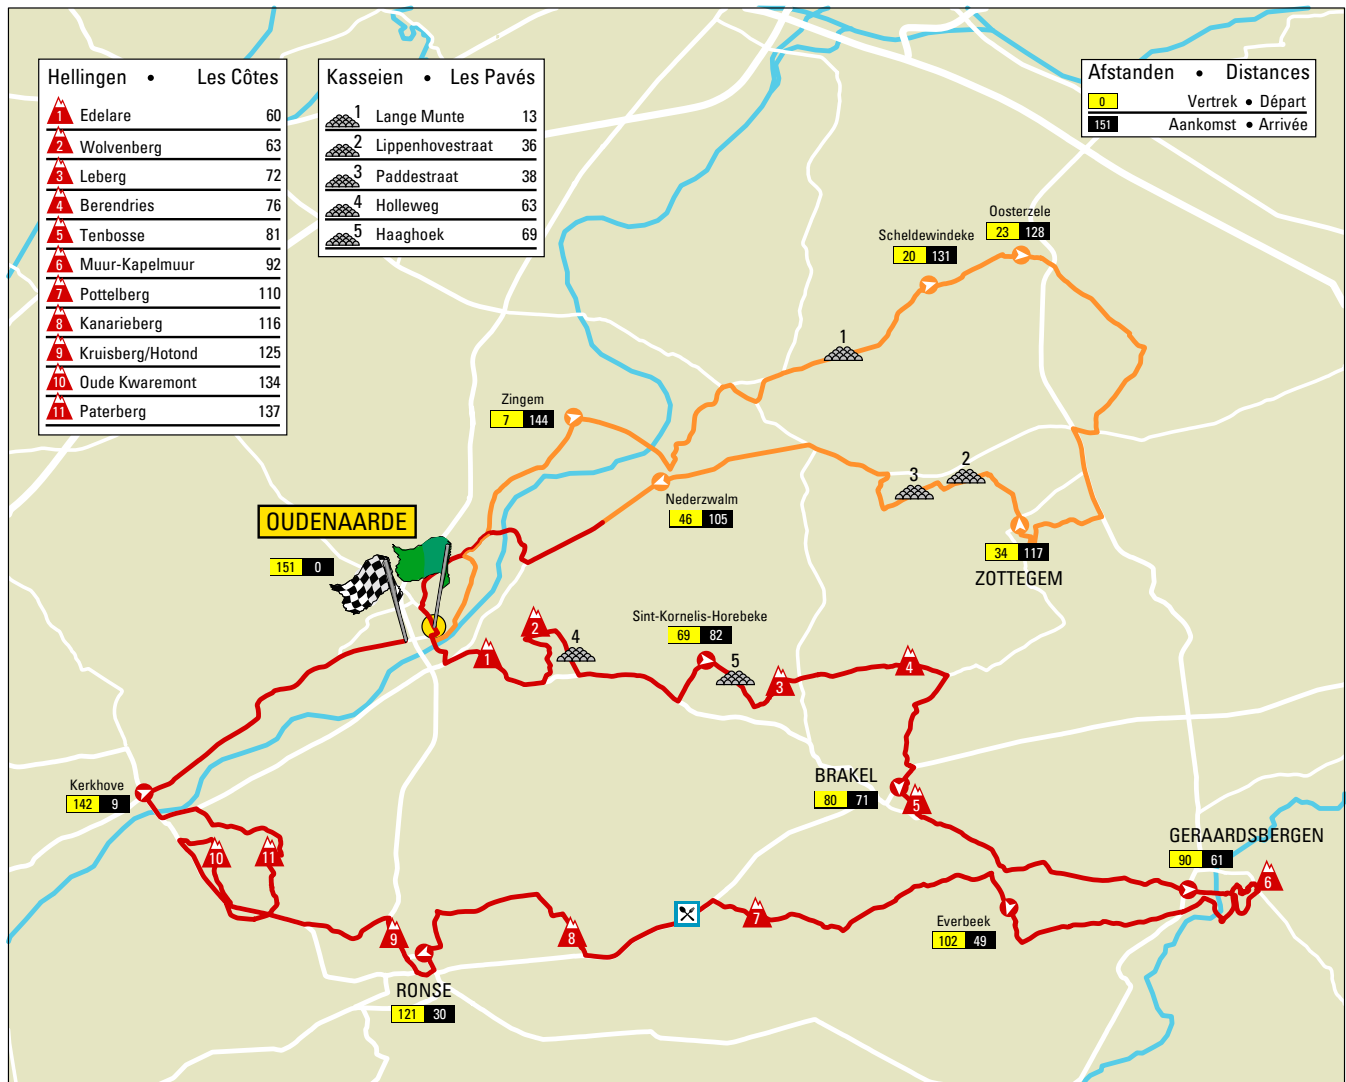 Hellingen • Les Côtes
1 Edelare 60
2 Wolvenberg 63
3 Leberg 72
4 Berendries 76
5 Tenbosse 81
6 Muur-Kapelmuur 92
7 Pottelberg 110
8 Kanarieberg 116
9 Kruisberg/Hotond 125
10 Oude Kwaremont 134
11 Paterberg 137
Kasseien • Les Pavés
1 Lange Munte 13
2 Lippenhovestraat 36
3 Paddestraat 38
4 Holleweg 63
5 Haaghoek 69
Afstanden • Distances
0 Vertrek • Départ
151 Aankomst • Arrivée
Oosterzele
23 128
Scheldewindeke
20 131
1
Zingem
7 144
2
3
Nederzwalm
46 105
OUDENAARDE
151 0
34 117
ZOTTEGEM
Sint-Kornelis-Horebeke
69 82
2
4
1
5
3
4
Kerkhove
142 9
BRAKEL
80 71
5
GERAARDSBERGEN
90 61
6
10
11
Everbeek
102 49
7
8
9
RONSE
121 30